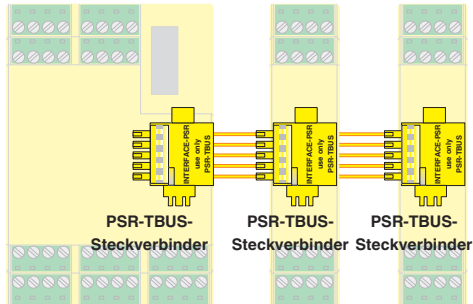 INTERFACE-PSR
use only
PSR-TBUS
INTERFACE-PSR
use only
PSR-TBUS
INTERFACE-PSR
use only
PSR-TBUS
PSR-TBUS-
Steckverbinder
PSR-TBUS-
Steckverbinder
PSR-TBUS-
Steckverbinder